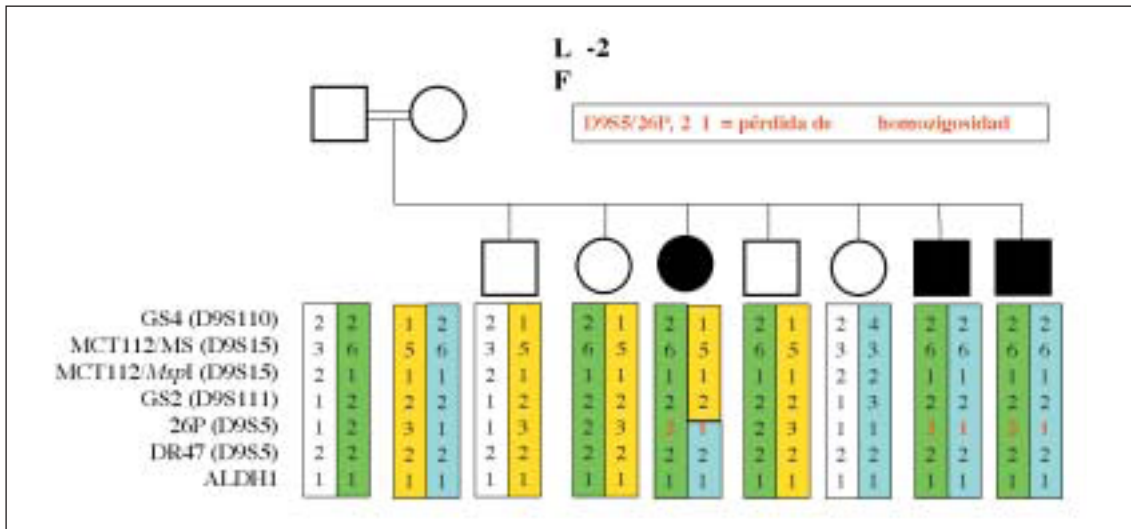 L -2
F
D9S5/26P, 2 1 = pérdida de homozigosidad
GS4 (D9S110) 2 2 1 2 2 1 2 1 2 1 2 1 2 4 2 2 2 2
MCT112/MS (D9S15) 3 6 5 6 3 5 6 5 6 5 6 5 3 3 6 6 6 6
MCT112/MspI (D9S15) 2 1 1 1 2 1 1 1 1 1 1 1 2 2 1 1 1 1
GS2 (D9S111) 1 2 2 2 1 2 2 2 2 2 2 2 1 3 2 2 2 2
26P (D9S5) 1 2 3 1 1 3 2 3 2 3 1 1 1 1
DR47 (D9S5) 2 2 2 2 2 2 2 2 2 2 2 2 2 2 2 2 2 2
ALDH1 1 1 1 1 1 1 1 1 1 1 1 1 1 1 1 1 1 1